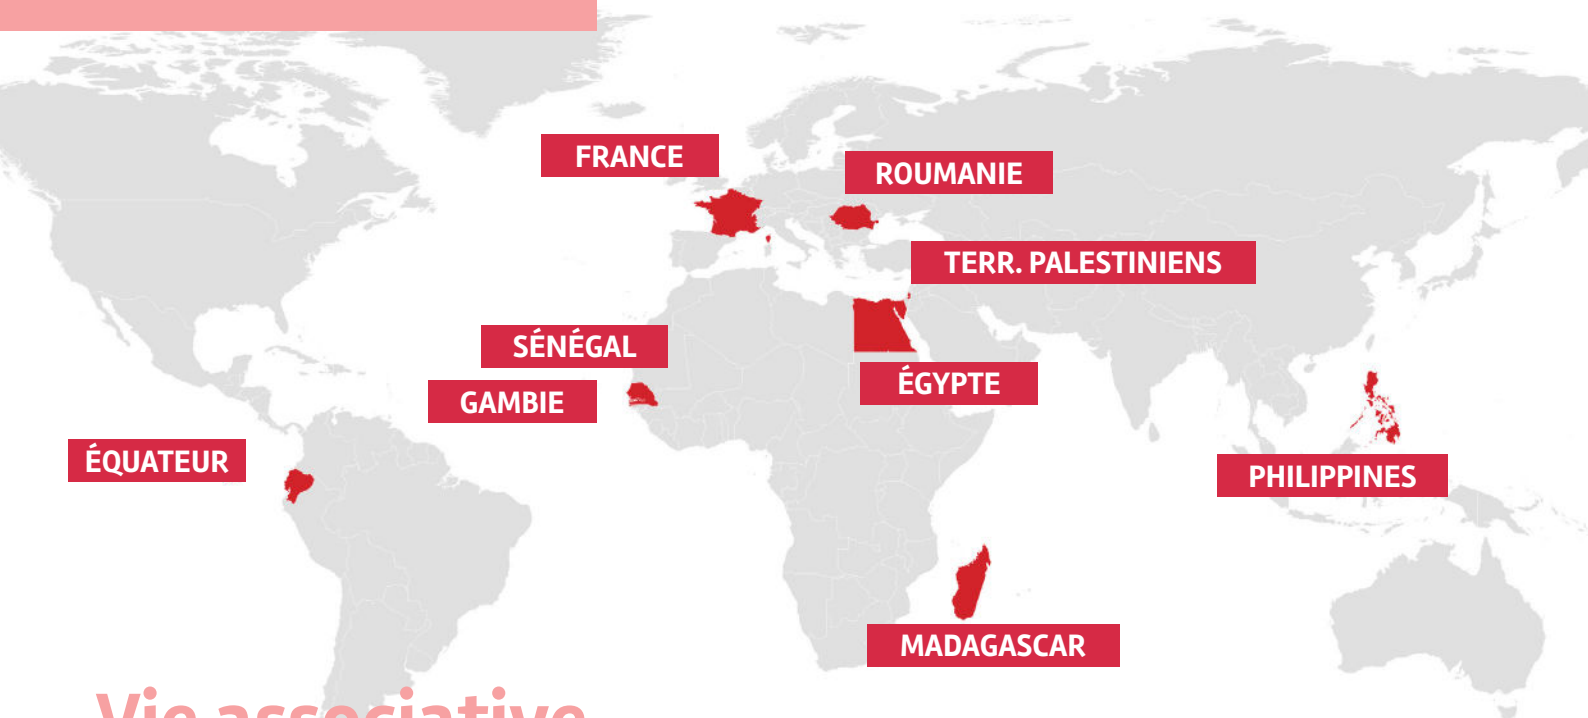 FRANCE
ROUMANIE
TERR. PALESTINIENS
SÉNÉGAL
ÉGYPTE
GAMBIE
ÉQUATEUR
PHILIPPINES
MADAGASCAR
Vie associative